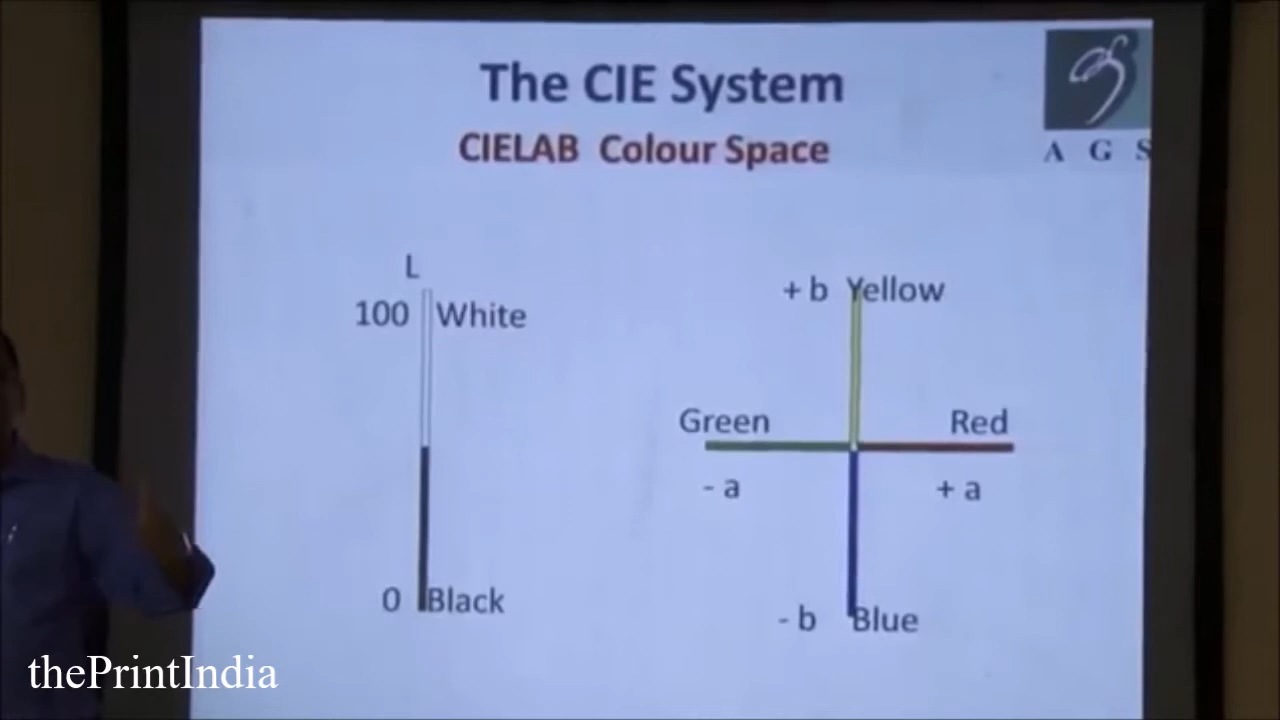 The CIE System
CIELAB Colour Space
A G S
L
100 White
0 Black
+ b Yellow
Green Red
- a + a
- b Blue
thePrintIndia